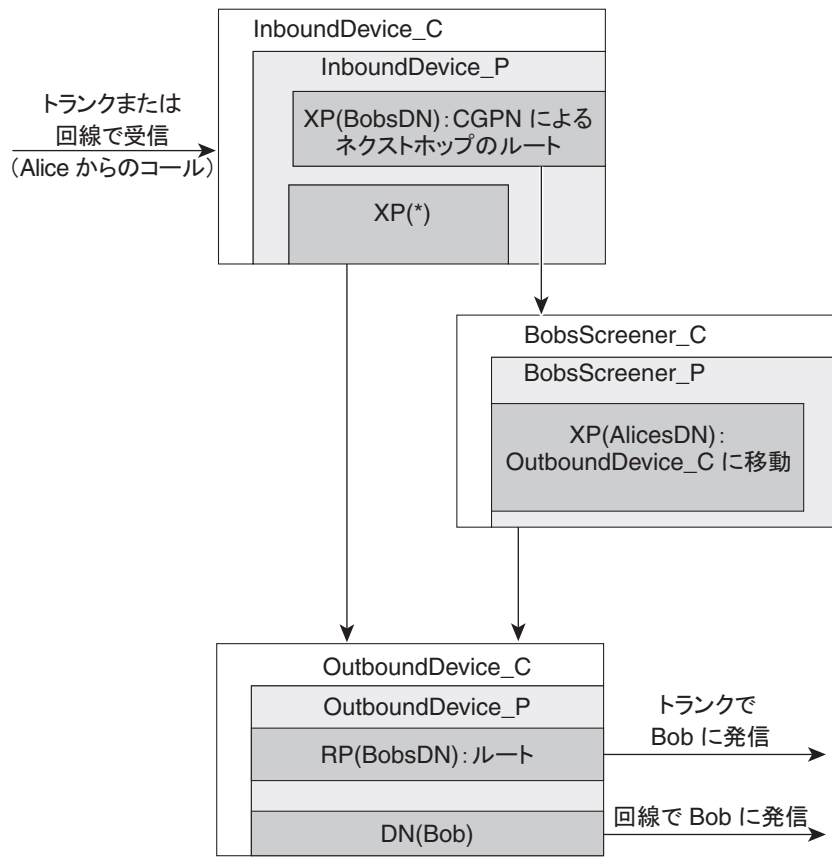 InboundDevice_C
InboundDevice_P
トランクまたは
回線で受信
(Alice からのコール)
XP(BobsDN):CGPN による
ネクストホップのルート
XP(*)
BobsScreener_C
BobsScreener_P
XP(AlicesDN):
OutboundDevice_C に移動
OutboundDevice_C
OutboundDevice_P
トランクで
Bob に発信
RP(BobsDN):ルート
回線で Bob に発信
DN(Bob)